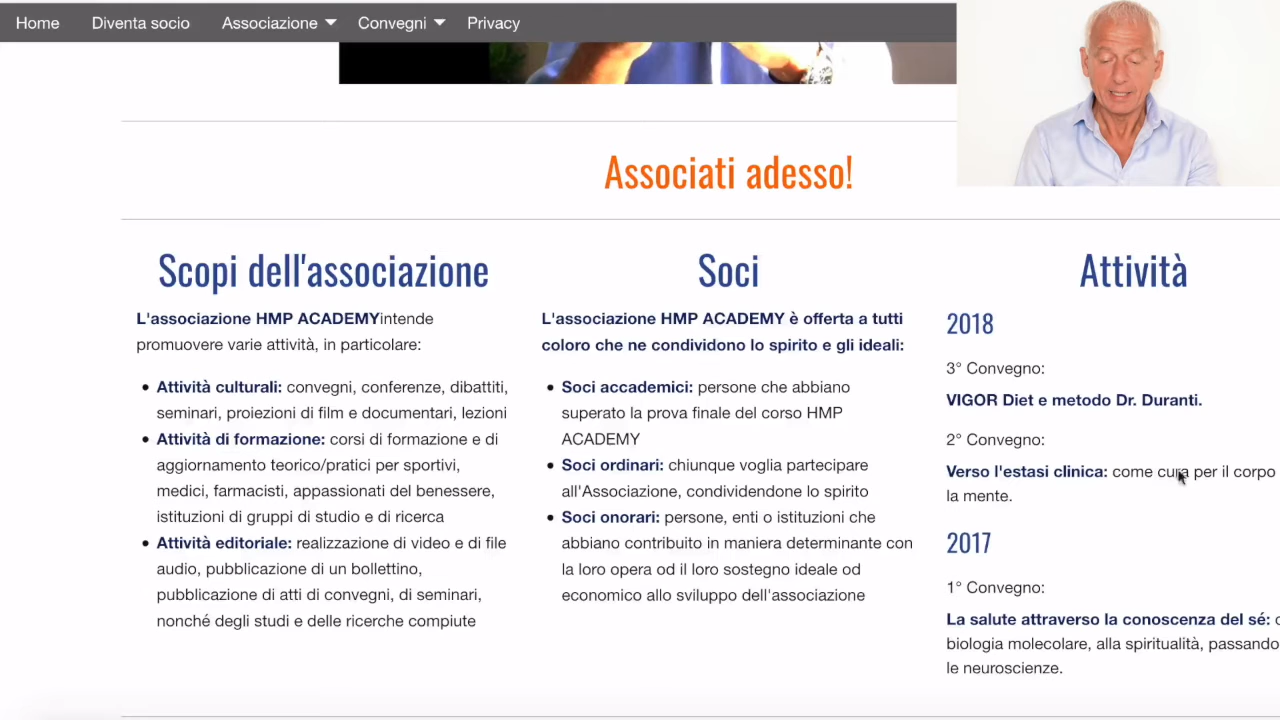 Home Diventa socio Associazione Convegni Privacy
Associati adesso!
Scopi dell'associazione
L'associazione HMP ACADEMYintende
promuovere varie attività, in particolare:
Attività culturali: convegni, conferenze, dibattiti,
seminari, proiezioni di film e documentari, lezioni
Attività di formazione: corsi di formazione e di
aggiornamento teorico/pratici per sportivi,
medici, farmacisti, appassionati del benessere,
istituzioni di gruppi di studio e di ricerca
Attività editoriale: realizzazione di video e di file
audio, pubblicazione di un bollettino,
pubblicazione di atti di convegni, di seminari,
nonché degli studi e delle ricerche compiute
Soci
L'associazione HMP ACADEMY è offerta a tutti
coloro che ne condividono lo spirito e gli ideali:
Soci accademici: persone che abbiano
superato la prova finale del corso HMP
ACADEMY
Soci ordinari: chiunque voglia partecipare
all'Associazione, condividendone lo spirito
Soci onorari: persone, enti o istituzioni che
abbiano contribuito in maniera determinante con
la loro opera od il loro sostegno ideale od
economico allo sviluppo dell'associazione
Attività
2018
3° Convegno:
VIGOR Diet e metodo Dr. Duranti.
2° Convegno:
Verso l'estasi clinica: come cura per il corpo
la mente.
2017
1° Convegno:
La salute attraverso la conoscenza del sé:
biologia molecolare, alla spiritualità, passando
le neuroscienze.